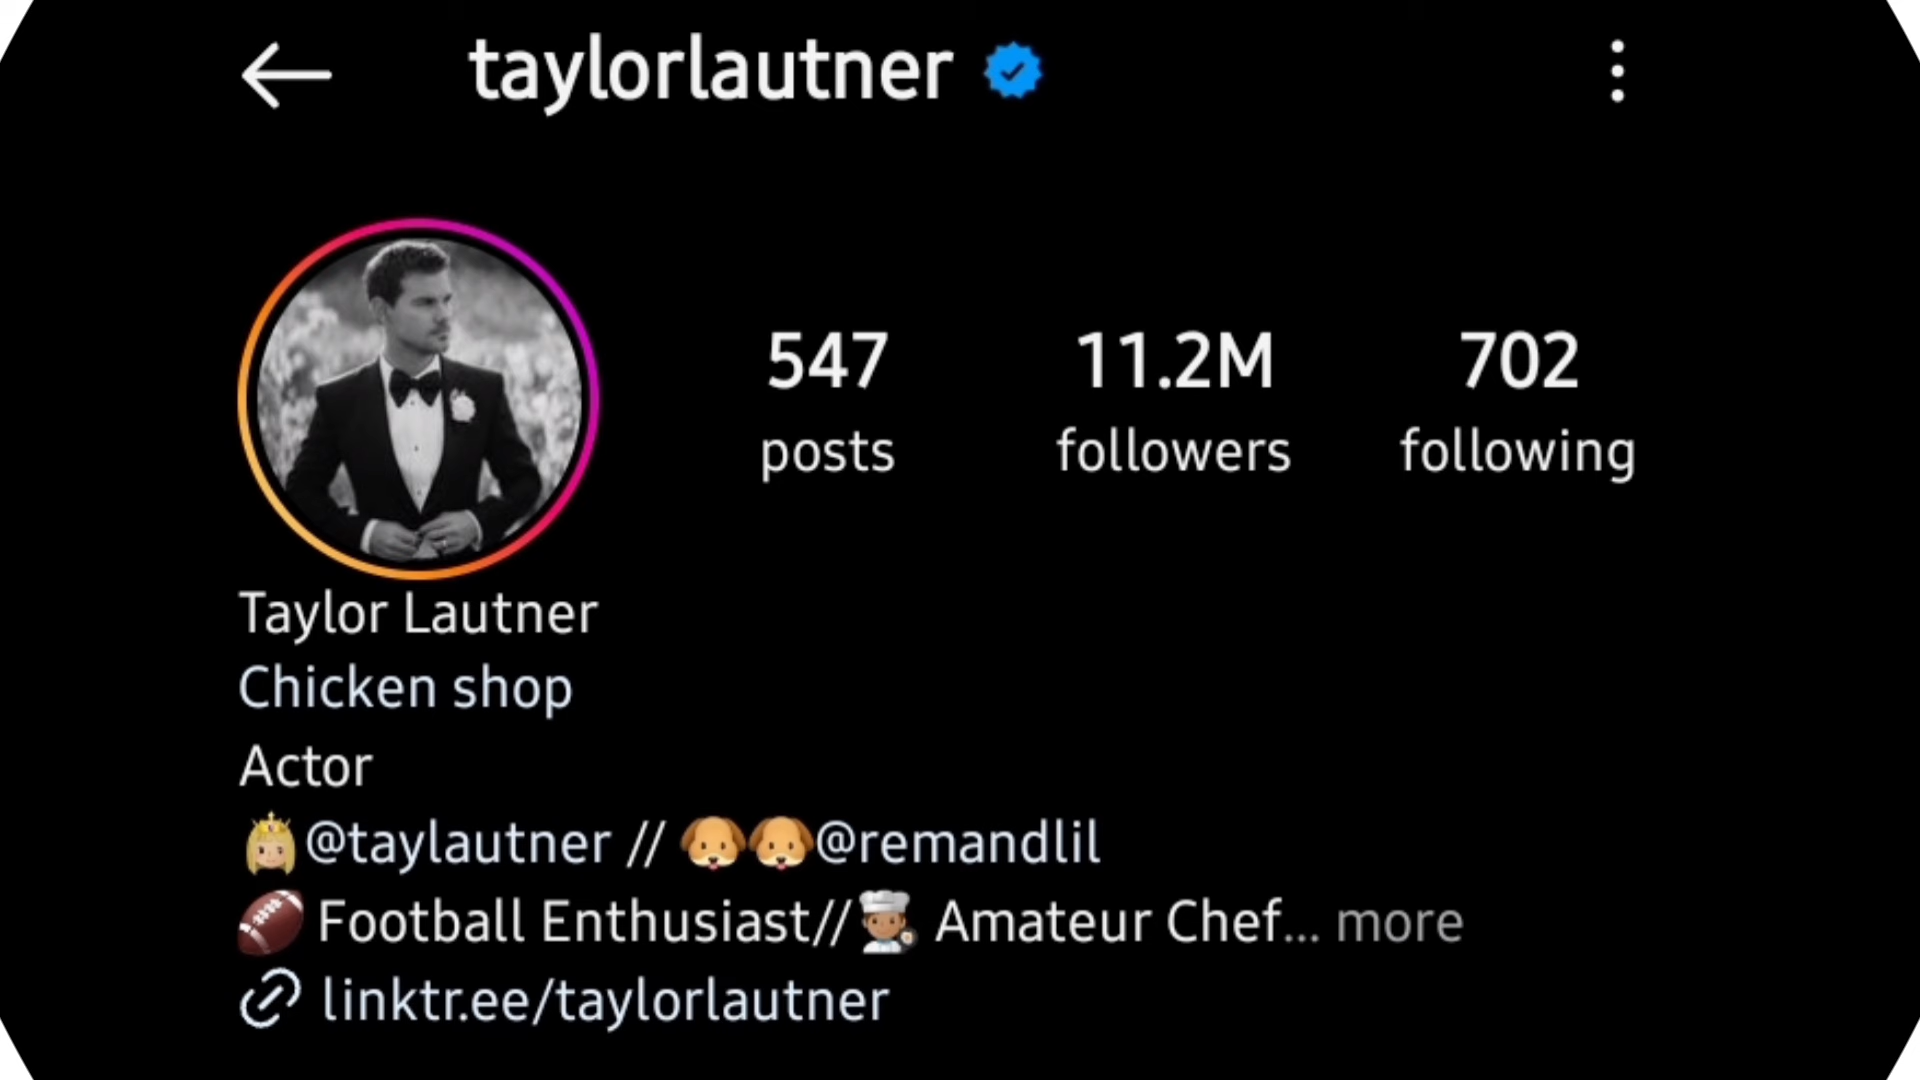 taylorlautner
547 11.2M 702
posts followers following
Taylor Lautner
Chicken shop
Actor
👸🏼@taylautner // 🐶🐶@remandlil
🏈 Football Enthusiast//👨🏽‍🍳 Amateur Chef... more
linktr.ee/taylorlautner